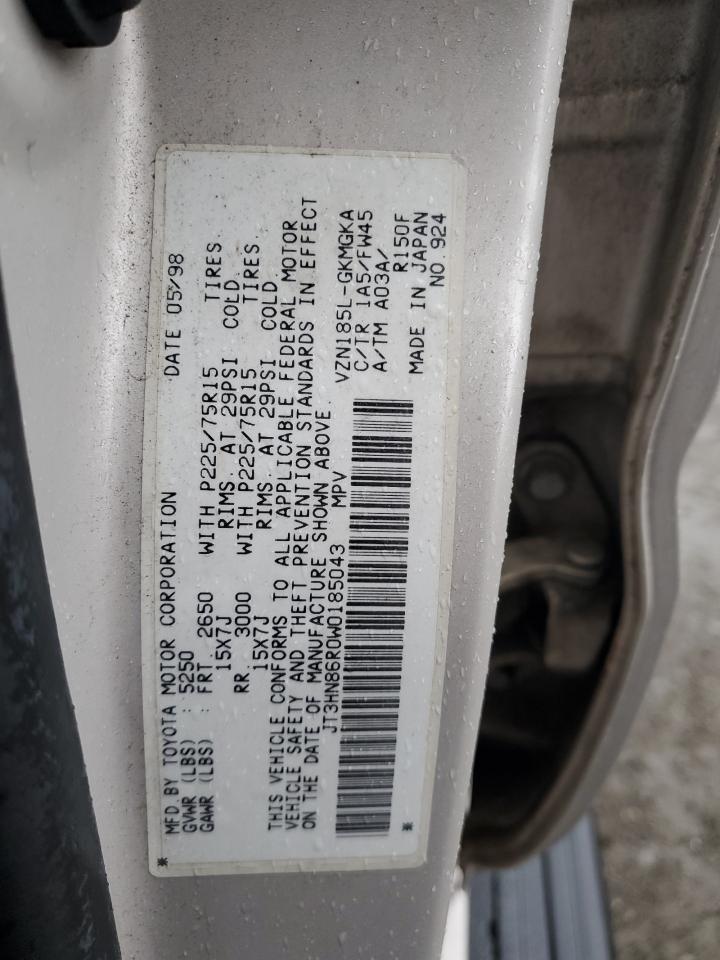 MFD. BY TOYOTA MOTOR CORPORATION DATE 05/98
GVWR (LBS) : 5250
GAWR (LBS) : FRT. 2650 WITH P225/75R15 TIRES
15X7J RIMS. AT 29PSI COLD
RR. 3000 WITH P225/75R15 TIRES
15X7J RIMS. AT 29PSI COLD
THIS VEHICLE CONFORMS TO ALL APPLICABLE FEDERAL MOTOR
VEHICLE SAFETY AND THEFT PREVENTION STANDARDS IN EFFECT
ON THE DATE OF MANUFACTURE SHOWN ABOVE.
JT3HN86R0W0185043 MPV VZN185L-GKMGKA
C/TR 1A5/FW45
A/TM A03A/ R150F
MADE IN JAPAN NO.924